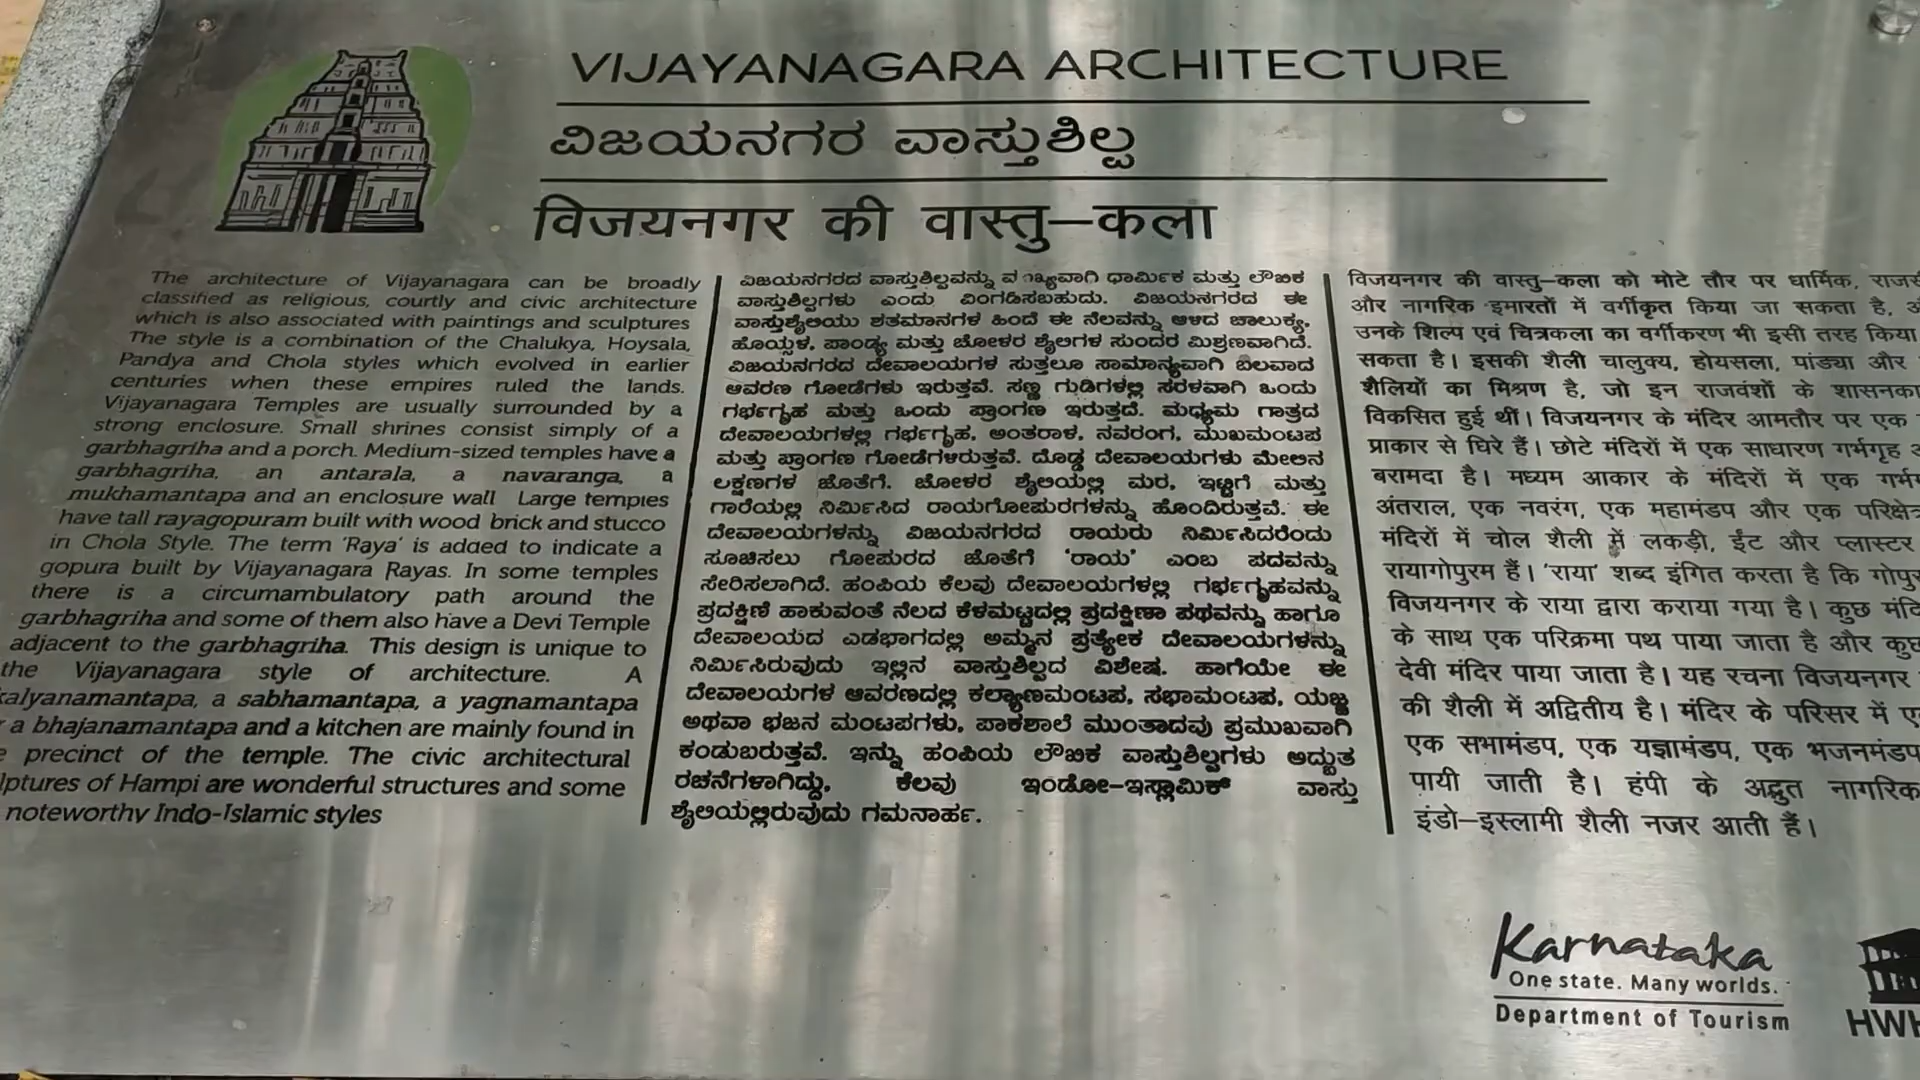 VIJAYANAGARA ARCHITECTURE
ವಿಜಯನಗರ ವಾಸ್ತುಶಿಲ್ಪ
विजयनगर की वास्तु–कला
The architecture of Vijayanagara can be broadly
classified as religious, courtly and civic architecture
which is also associated with paintings and sculptures
The style is a combination of the Chalukya, Hoysala,
Pandya and Chola styles which evolved in earlier
centuries when these empires ruled the lands.
Vijayanagara Temples are usually surrounded by a
strong enclosure. Small shrines consist simply of a
garbhagriha and a porch. Medium-sized temples have a
garbhagriha, an antarala, a navaranga, a
mukhamantapa and an enclosure wall Large temples
have tall rayagopuram built with wood brick and stucco
in Chola Style. The term 'Raya' is added to indicate a
gopura built by Vijayanagara Rayas. In some temples
there is a circumambulatory path around the
garbhagriha and some of them also have a Devi Temple
adjacent to the garbhagriha. This design is unique to
the Vijayanagara style of architecture. A
kalyanamantapa, a sabhamantapa, a yagnamantapa
a bhajanamantapa and a kitchen are mainly found in
precinct of the temple. The civic architectural
of Hampi are wonderful structures and some
noteworthy Indo-Islamic styles
ವಿಜಯನಗರದ ವಾಸ್ತುಶಿಲ್ಪವನ್ನು ಧಾರ್ಮಿಕ ಮತ್ತು ಲೌಖಿಕ
ವಾಸ್ತುಶಿಲ್ಪಗಳು ಎಂದು ವಿಂಗಡಿಸಬಹುದು. ವಿಜಯನಗರದ ಈ
ವಾಸ್ತುಶೈಲಿಯು ಶತಮಾನಗಳ ಹಿಂದೆ ಈ ನೆಲವನ್ನು ಆಳಿದ ಚಾಲುಕ್ಯ,
ಹೊಯ್ಸಳ, ಪಾಂಡ್ಯ ಮತ್ತು ಚೋಳರ ಶೈಲಿಗಳ ಸುಂದರ ಮಿಶ್ರಣವಾಗಿದೆ.
ವಿಜಯನಗರದ ದೇವಾಲಯಗಳ ಸುತ್ತಲೂ ಸಾಮಾನ್ಯವಾಗಿ ಬಲವಾದ
ಆವರಣ ಗೋಡೆಗಳು ಇರುತ್ತವೆ. ಸಣ್ಣ ಗುಡಿಗಳಲ್ಲಿ ಸರಳವಾಗಿ ಒಂದು
ಗರ್ಭಗೃಹ ಮತ್ತು ಒಂದು ಪ್ರಾಂಗಣ ಇರುತ್ತದೆ. ಮಧ್ಯಮ ಗಾತ್ರದ
ದೇವಾಲಯಗಳಲ್ಲಿ ಗರ್ಭಗೃಹ, ಅಂತರಾಳ, ನವರಂಗ, ಮುಖಮಂಟಪ
ಮತ್ತು ಪ್ರಾಂಗಣ ಗೋಡೆಗಳಿರುತ್ತವೆ. ದೊಡ್ಡ ದೇವಾಲಯಗಳು ಮೇಲಿನ
ಲಕ್ಷಣಗಳ ಜೊತೆಗೆ. ಚೋಳರ ಶೈಲಿಯಲ್ಲಿ ಮರ, ಇಟ್ಟಿಗೆ ಮತ್ತು
ಗಾರೆಯಲ್ಲಿ ನಿರ್ಮಿಸಿದ ರಾಯಗೋಪುರಗಳನ್ನು ಹೊಂದಿರುತ್ತವೆ. ಈ
ದೇವಾಲಯಗಳನ್ನು ವಿಜಯನಗರದ ರಾಯರು ನಿರ್ಮಿಸಿದರೆಂದು
ಸೂಚಿಸಲು ಗೋಪುರದ ಜೊತೆಗೆ 'ರಾಯ' ಎಂಬ ಪದವನ್ನು
ಸೇರಿಸಲಾಗಿದೆ. ಹಂಪಿಯ ಕೆಲವು ದೇವಾಲಯಗಳಲ್ಲಿ ಗರ್ಭಗೃಹವನ್ನು
ಪ್ರದಕ್ಷಿಣೆ ಹಾಕುವಂತೆ ನೆಲದ ಕೆಳಮಟ್ಟದಲ್ಲಿ ಪ್ರದಕ್ಷಿಣಾ ಪಥವನ್ನು ಹಾಗೂ
ದೇವಾಲಯದ ಎಡಭಾಗದಲ್ಲಿ ಅಮ್ಮನ ಪ್ರತ್ಯೇಕ ದೇವಾಲಯಗಳನ್ನು
ನಿರ್ಮಿಸಿರುವುದು ಇಲ್ಲಿನ ವಾಸ್ತುಶಿಲ್ಪದ ವಿಶೇಷ. ಹಾಗೆಯೇ ಈ
ದೇವಾಲಯಗಳ ಆವರಣದಲ್ಲಿ ಕಲ್ಯಾಣಮಂಟಪ, ಸಭಾಮಂಟಪ, ಯಜ್ಞ
ಅಥವಾ ಭಜನ ಮಂಟಪಗಳು, ಪಾಕಶಾಲೆ ಮುಂತಾದವು ಪ್ರಮುಖವಾಗಿ
ಕಂಡುಬರುತ್ತವೆ. ಇನ್ನು ಹಂಪಿಯ ಲೌಖಿಕ ವಾಸ್ತುಶಿಲ್ಪಗಳು ಅದ್ಭುತ
ರಚನೆಗಳಾಗಿದ್ದು, ಕೆಲವು ಇಂಡೋ–ಇಸ್ಲಾಮಿಕ್ ವಾಸ್ತು
ಶೈಲಿಯಲ್ಲಿರುವುದು ಗಮನಾರ್ಹ.
विजयनगर की वास्तु–कला को मोटे तौर पर धार्मिक,
और नागरिक इमारतों में वर्गीकृत किया जा सकता है,
उनके शिल्प एवं चित्रकला का वर्गीकरण भी इसी तरह किया
सकता है। इसकी शैली चालुक्य, होयसला, पांड्या और
शैलियों का मिश्रण है, जो इन राजवंशों के
विकसित हुई थीं। विजयनगर के मंदिर आमतौर पर एक
प्राकार से घिरे हैं। छोटे मंदिरों में एक साधारण गर्भगृह
बरामदा है। मध्यम आकार के मंदिरों में एक
अंतराल, एक नवरंग, एक महामंडप और एक
मंदिरों में चोल शैली में लकड़ी, ईंट और प्लास्टर
रायागोपुरम हैं। 'राया' शब्द इंगित करता है कि
विजयनगर के राया द्वारा कराया गया है। कुछ
के साथ एक परिक्रमा पथ पाया जाता है और
देवी मंदिर पाया जाता है। यह रचना विजयनगर
की शैली में अद्वितीय है। मंदिर के परिसर में
एक सभामंडप, एक यज्ञामंडप, एक भजनमंडप
पायी जाती है। हंपी के अद्भुत नागरिक
इंडो–इस्लामी शैली नजर आती हैं।
Karnataka
One state. Many worlds.
Department of Tourism